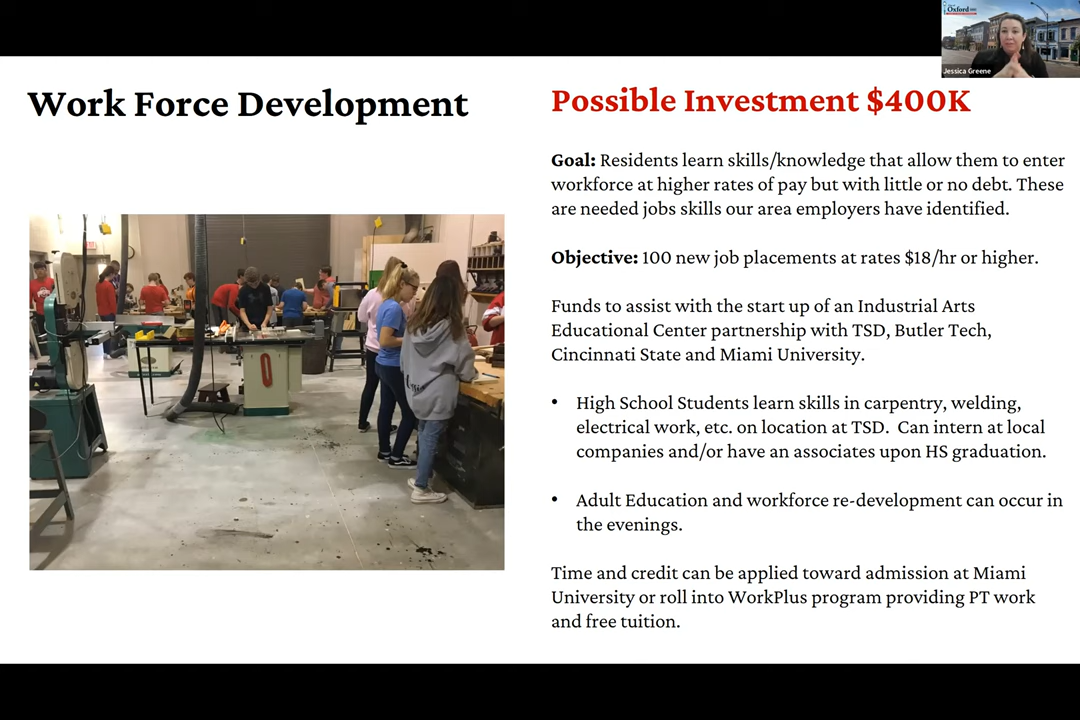 Oxford
Jessica Greene
Work Force Development
Possible Investment $400K
Goal: Residents learn skills/knowledge that allow them to enter
workforce at higher rates of pay but with little or no debt. These
are needed jobs skills our area employers have identified.
Objective: 100 new job placements at rates $18/hr or higher.
Funds to assist with the start up of an Industrial Arts
Educational Center partnership with TSD, Butler Tech,
Cincinnati State and Miami University.
• High School Students learn skills in carpentry, welding,
electrical work, etc. on location at TSD. Can intern at local
companies and/or have an associates upon HS graduation.
• Adult Education and workforce re-development can occur in
the evenings.
Time and credit can be applied toward admission at Miami
University or roll into WorkPlus program providing PT work
and free tuition.